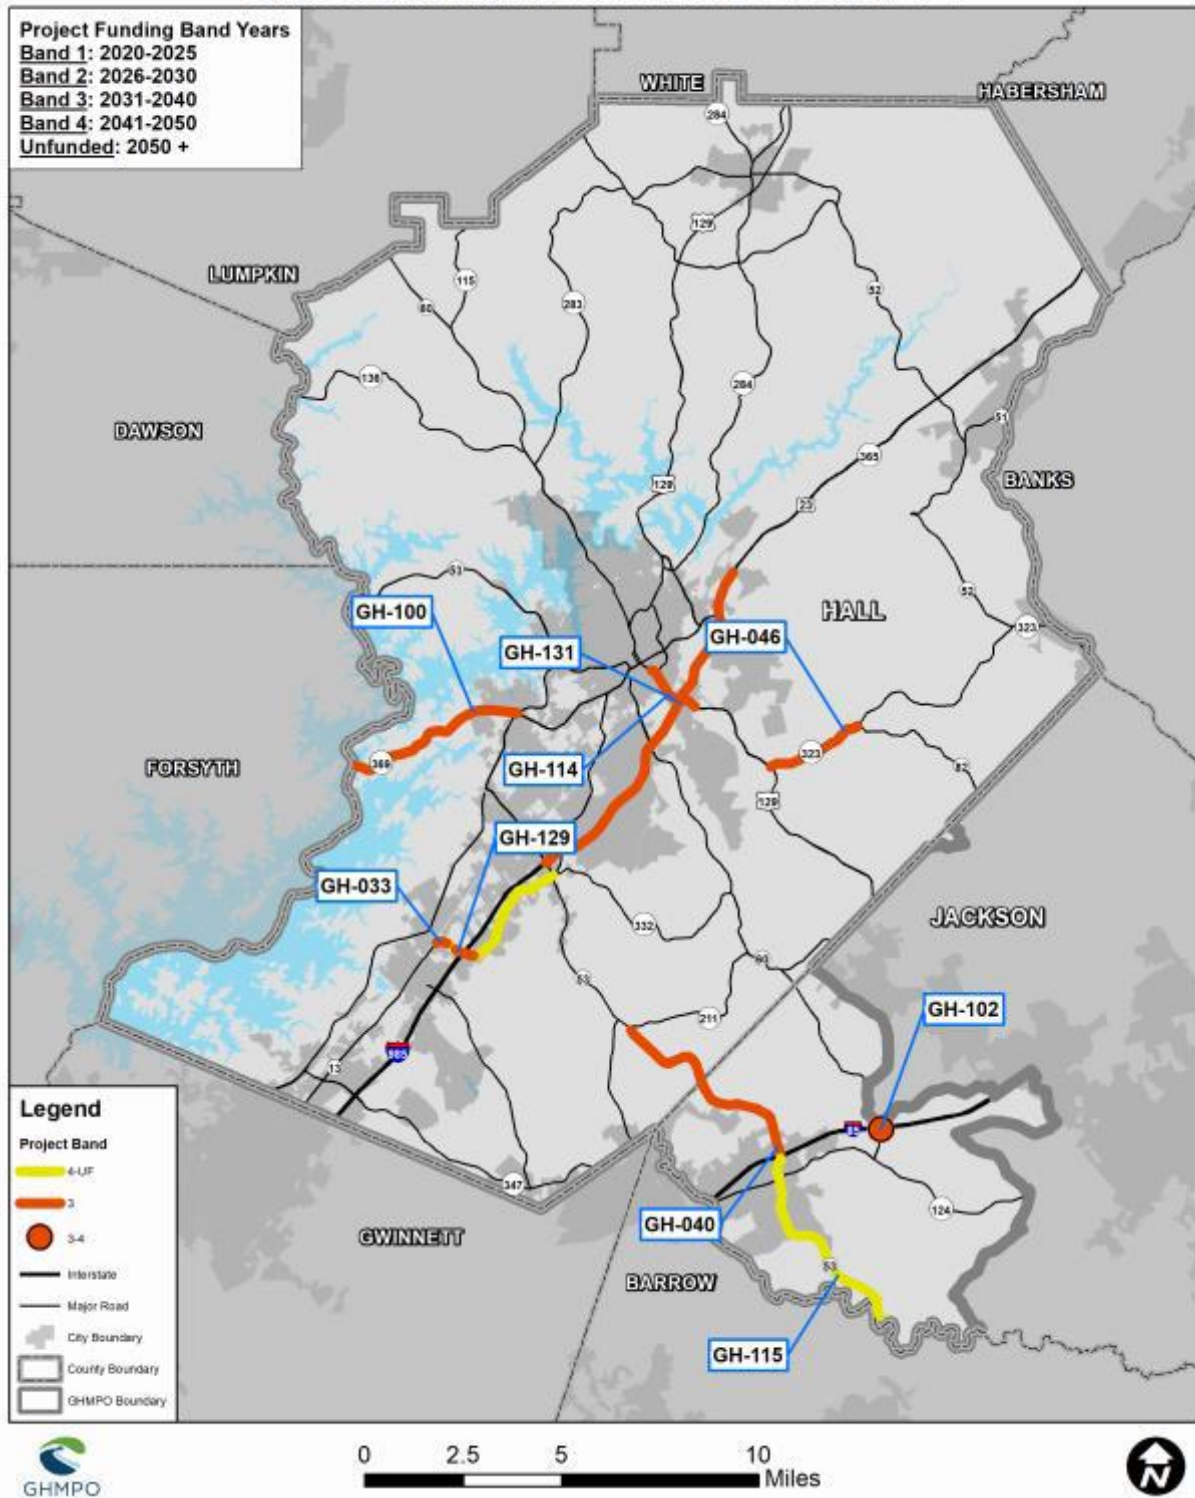 Project Funding Band Years
Band 1: 2020-2025
Band 2: 2026-2030
Band 3: 2031-2040
Band 4: 2041-2050
Unfunded: 2050 +
WHITE
HABERSHAM
284
129
LUMPKIN
115
60
283
52
136
284
DAWSON
51
365
BANKS
129
23
53
52
GH-100
HALL
GH-131
GH-046
323
FORSYTH
369
GH-114
323
82
129
GH-129
GH-033
332
JACKSON
60
53
GH-102
211
985
13
85
347
124
GWINNETT
GH-040
BARROW
53
GH-115
Legend
Project Band
4-UF
3
3-4
Interstate
Major Road
City Boundary
County Boundary
GHMPO Boundary
GHMPO
0 2.5 5 10
Miles
N